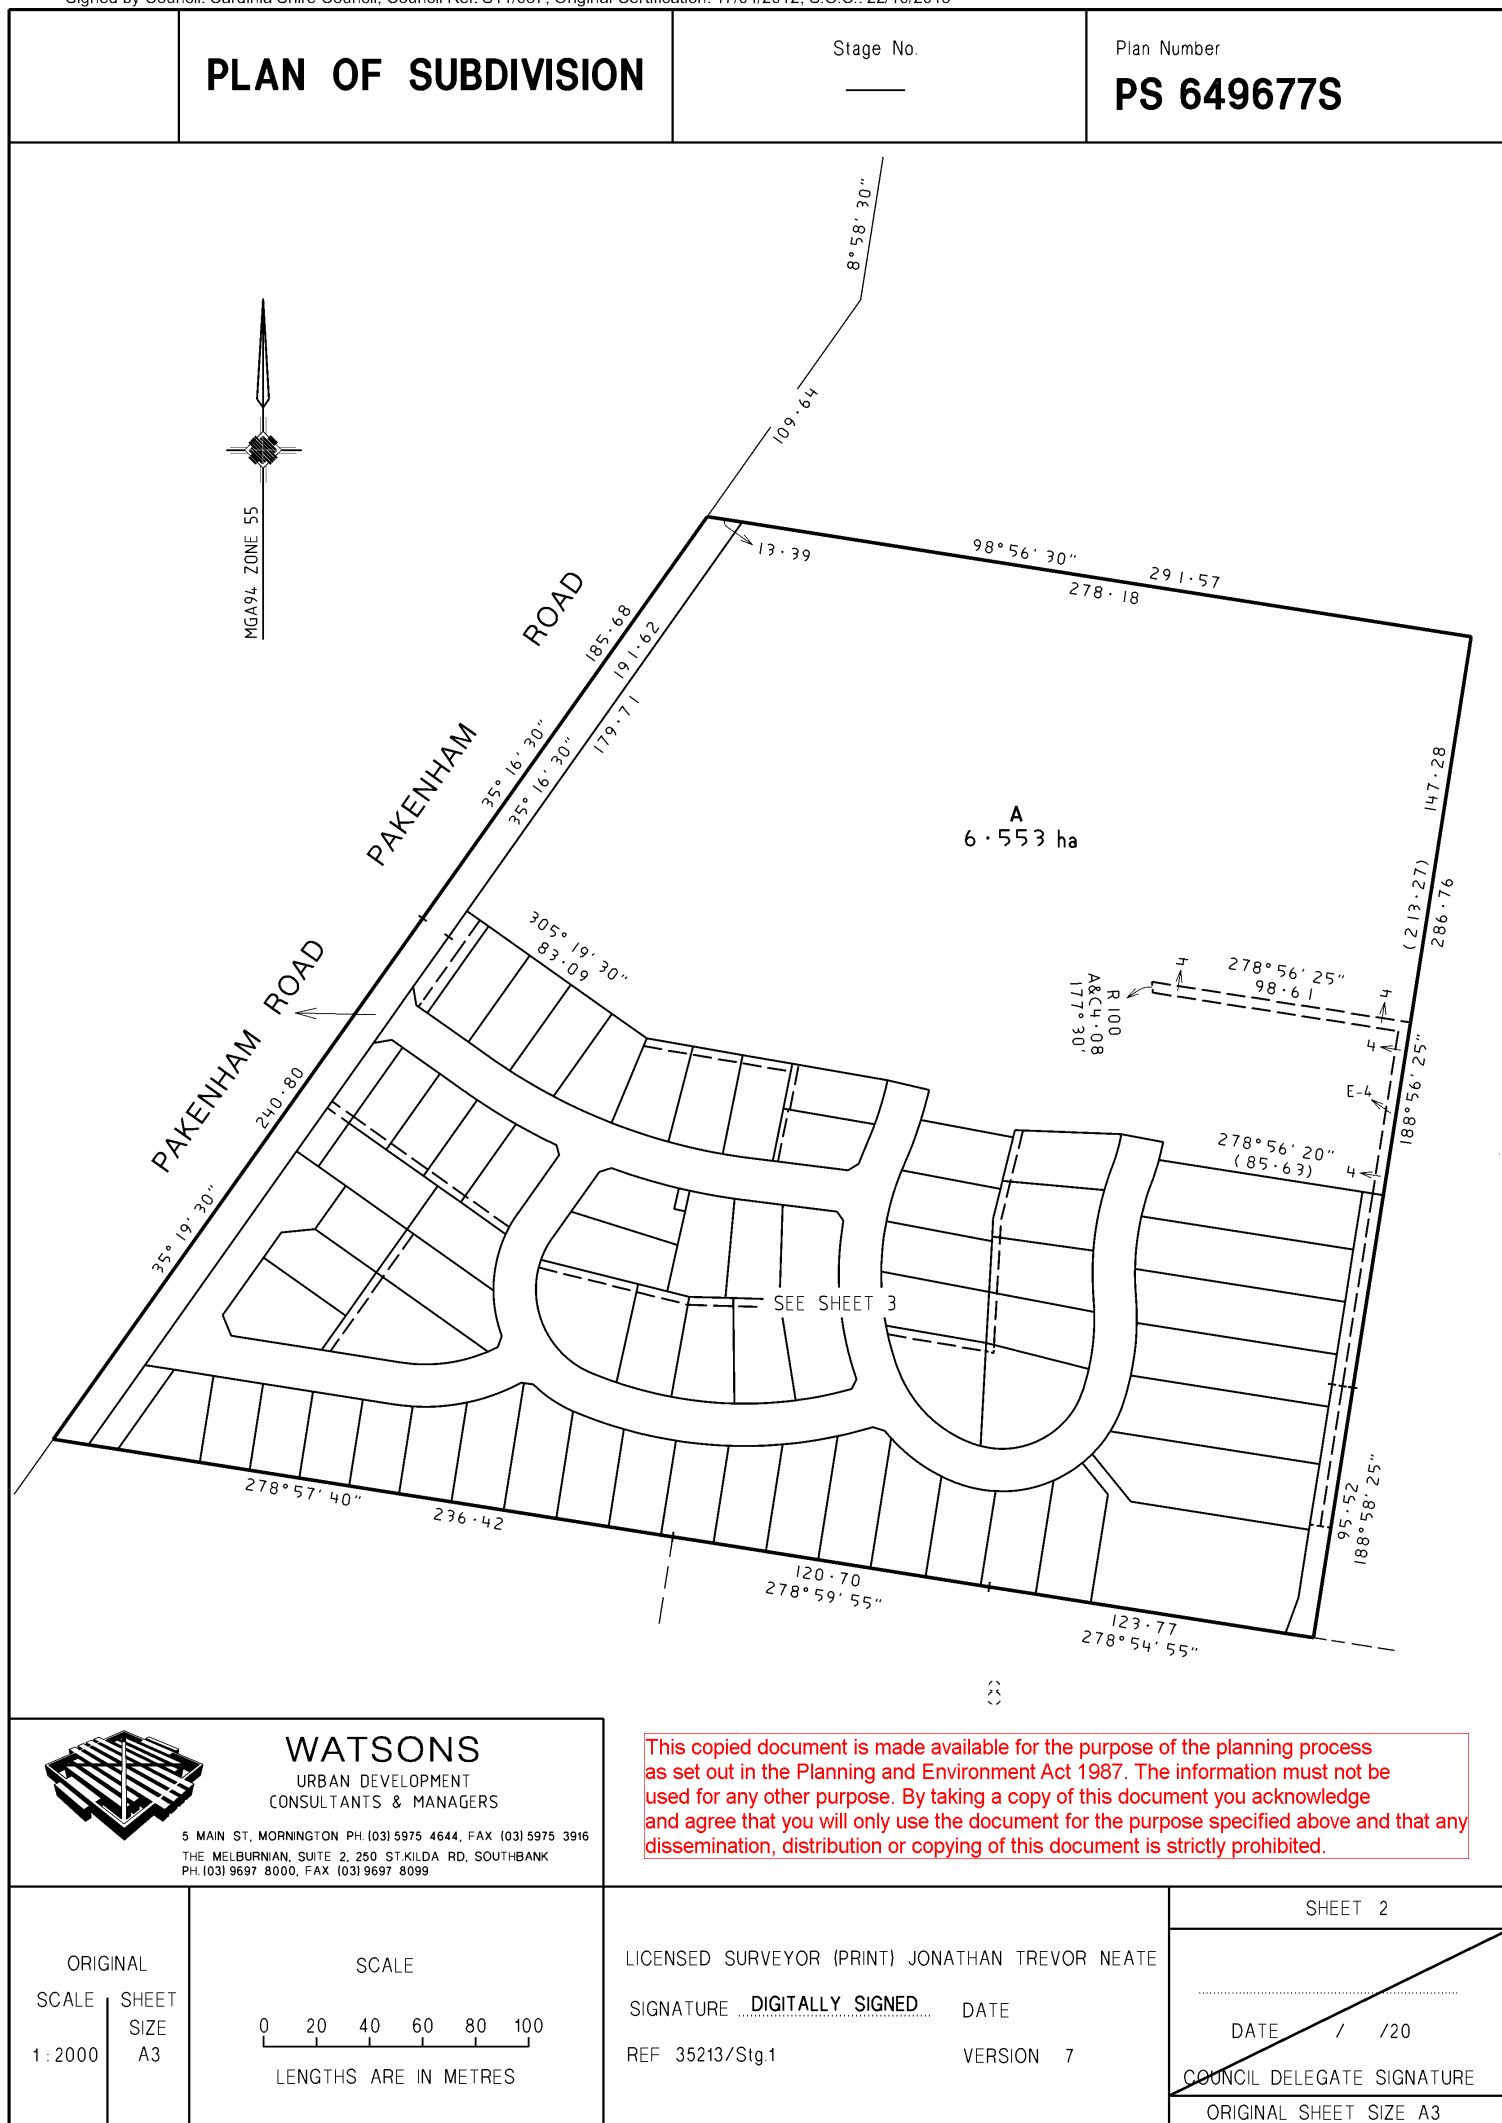 PLAN OF SUBDIVISION
Stage No.
Plan Number
PS 649677S
8°58'30"
109·64
MGA94 ZONE 55
13·39
98°56'30"
291·57
278·18
PAKENHAM ROAD
185·68
191·62
179·71
35°16'30"
35°16'30"
A
6·553 ha
147·28
(213·27)
286·76
305°19'30"
83·09
278°56'25"
98·61
4
4
4
R100
A&C4·08
177°30'
E-4
188°56'25"
278°56'20"
(85·63)
4
PAKENHAM ROAD
240·80
35°19'30"
SEE SHEET 3
278°57'40"
236·42
95·52
188°58'25"
120·70
278°59'55"
123·77
278°54'55"
WATSONS
URBAN DEVELOPMENT
CONSULTANTS & MANAGERS
5 MAIN ST, MORNINGTON PH.(03) 5975 4644, FAX (03) 5975 3916
THE MELBURNIAN, SUITE 2, 250 ST.KILDA RD, SOUTHBANK
PH.(03) 9697 8000, FAX (03) 9697 8099
This copied document is made available for the purpose of the planning process
as set out in the Planning and Environment Act 1987. The information must not be
used for any other purpose. By taking a copy of this document you acknowledge
and agree that you will only use the document for the purpose specified above and that any
dissemination, distribution or copying of this document is strictly prohibited.
ORIGINAL
SCALE SHEET
SIZE
1:2000 A3
SCALE
0 20 40 60 80 100
LENGTHS ARE IN METRES
LICENSED SURVEYOR (PRINT) JONATHAN TREVOR NEATE
SIGNATURE DIGITALLY SIGNED DATE
REF 35213/Stg.1 VERSION 7
SHEET 2
DATE / /20
COUNCIL DELEGATE SIGNATURE
ORIGINAL SHEET SIZE A3